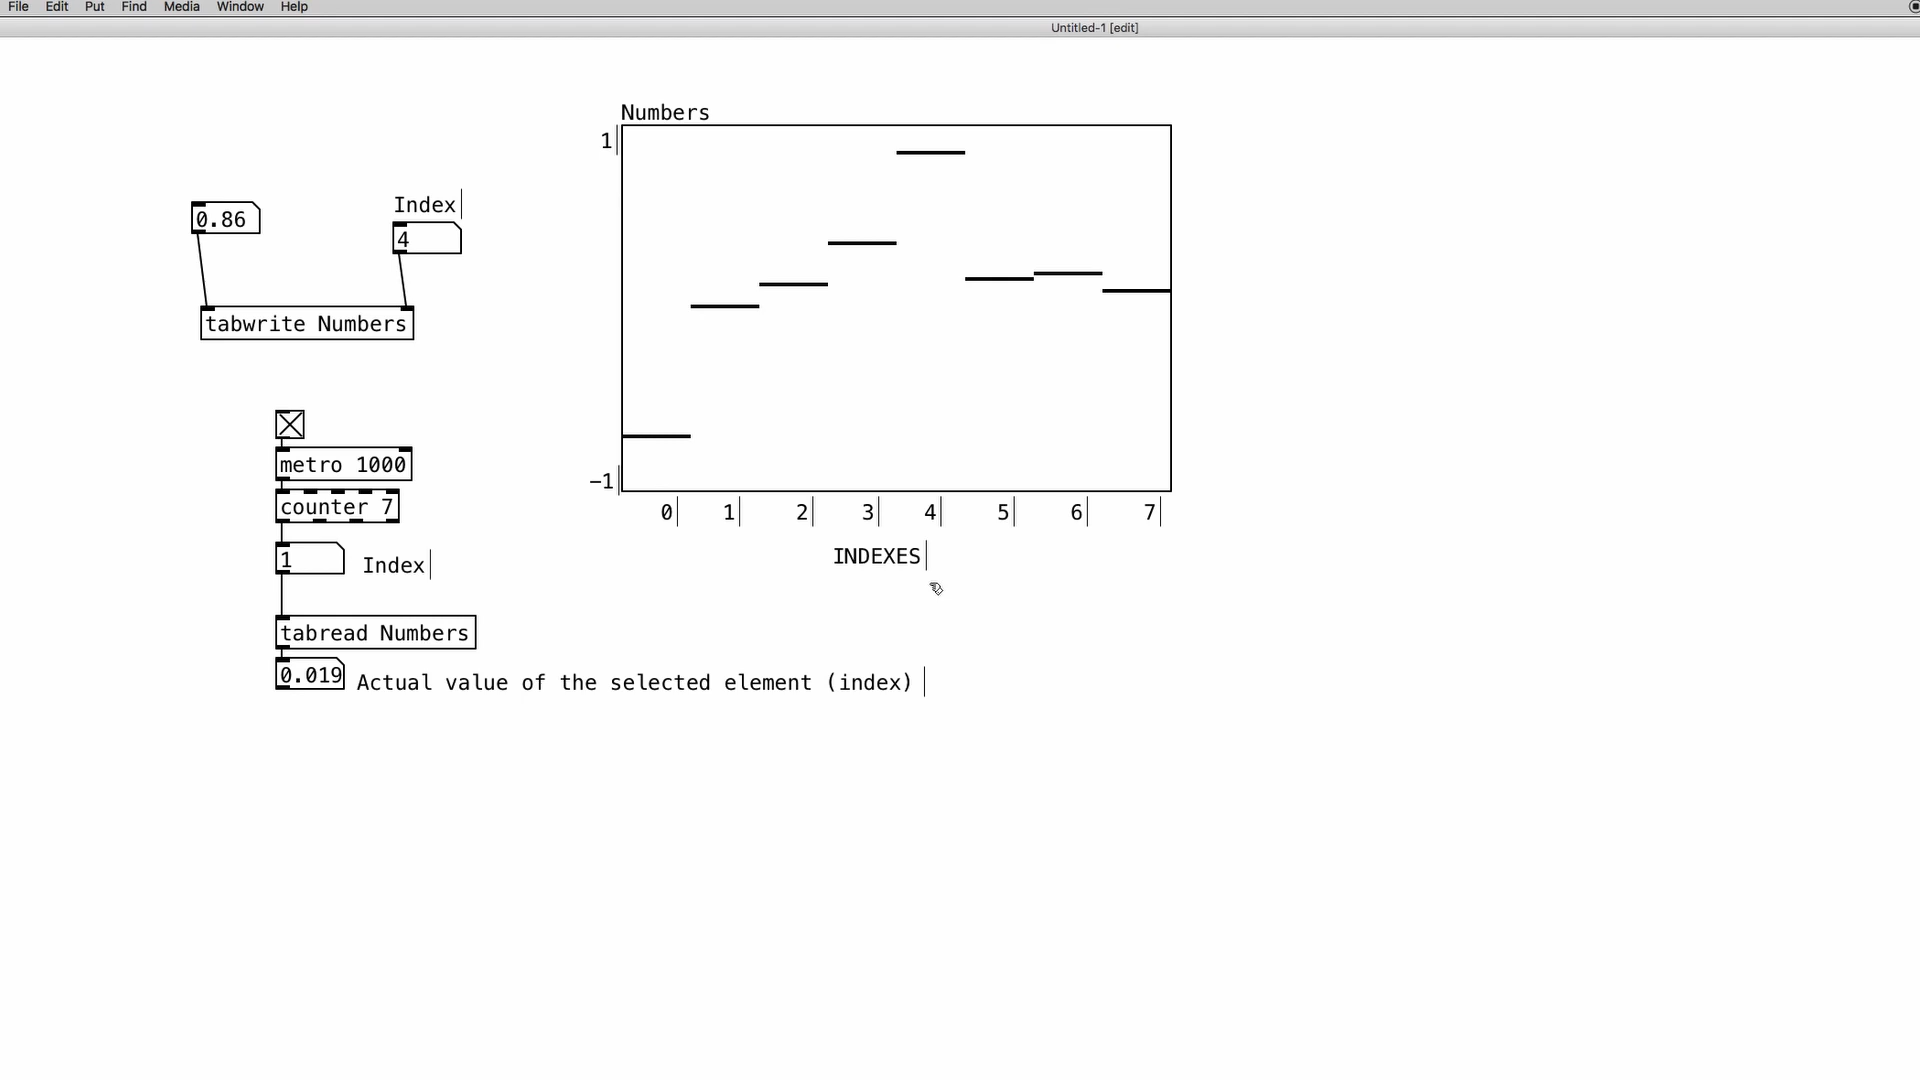 File Edit Put Find Media Window Help
Untitled-1 [edit]
Numbers
1
0.86
Index
4
tabwrite Numbers
metro 1000
counter 7
1
Index
tabread Numbers
0.019
Actual value of the selected element (index)
−1
0 1 2 3 4 5 6 7
INDEXES